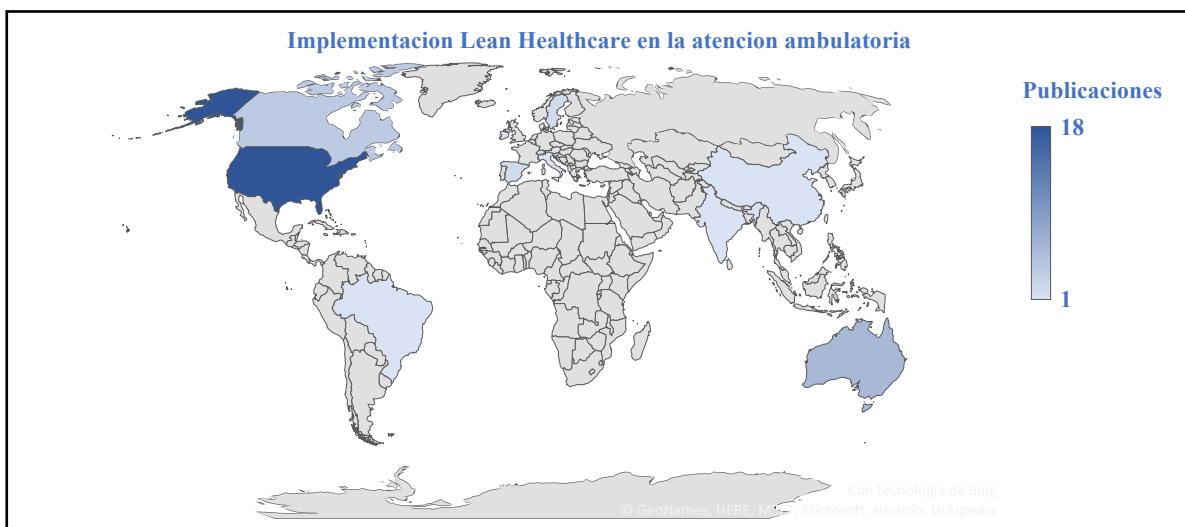 Implementacion Lean Healthcare en la atencion ambulatoria
Publicaciones
18
1
Con tecnología de Bing
© GeoNames, HERE, MSFT, Microsoft, NavInfo, Wikipedia